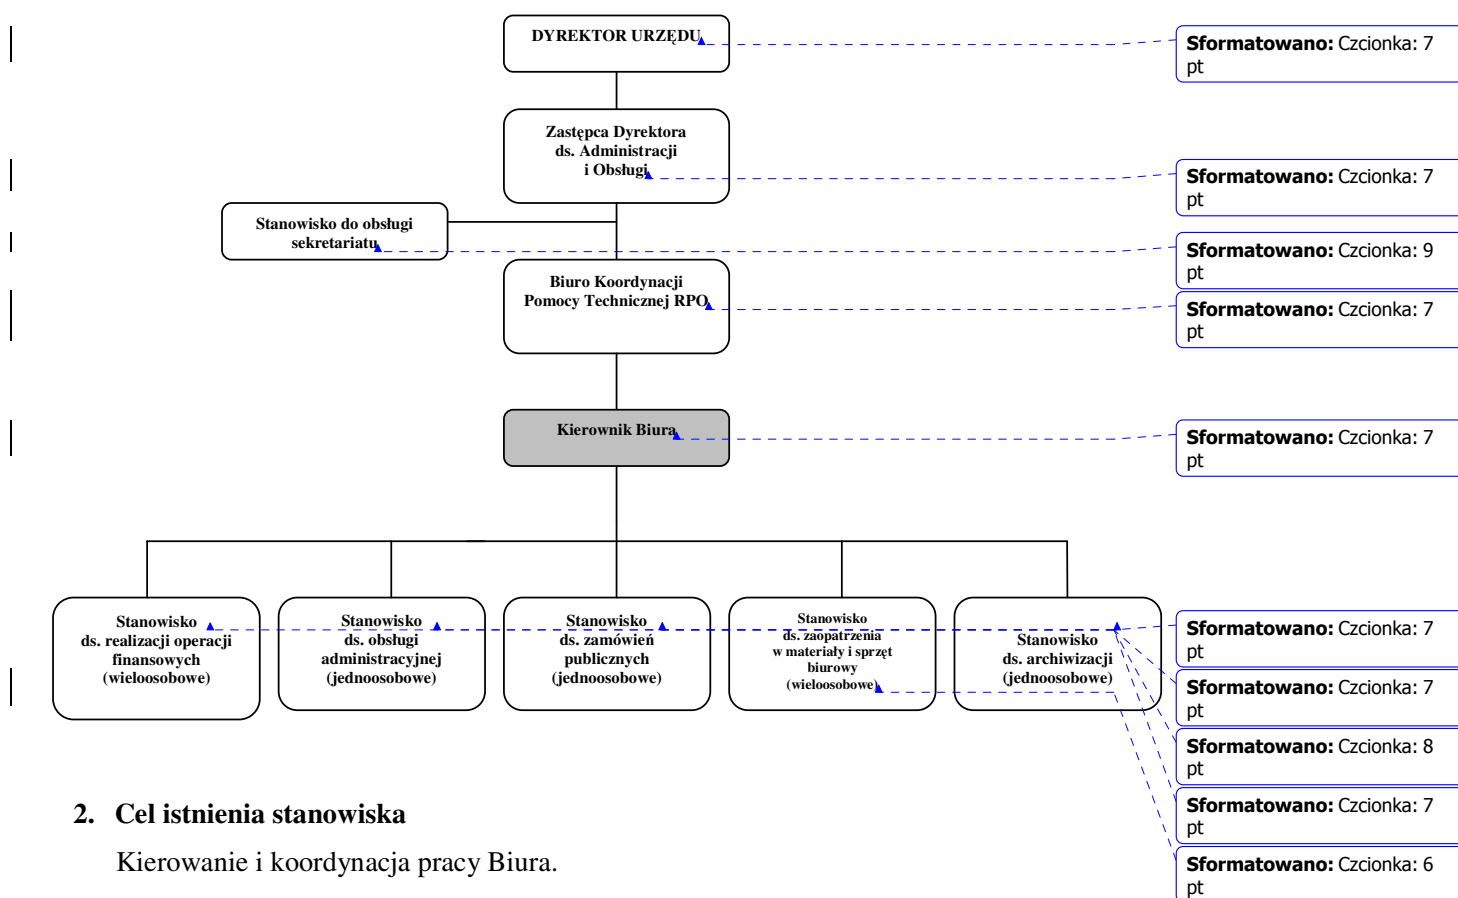 DYREKTOR URZĘDU
Sformatowano: Czcionka: 7
pt
Zastępca Dyrektora
ds. Administracji
i Obsługi
Sformatowano: Czcionka: 7
pt
Stanowisko do obsługi
sekretariatu
Sformatowano: Czcionka: 9
pt
Biuro Koordynacji
Pomocy Technicznej RPO
Sformatowano: Czcionka: 7
pt
Kierownik Biura
Sformatowano: Czcionka: 7
pt
Stanowisko
ds. realizacji operacji
finansowych
(wieloosobowe)
Stanowisko
ds. obsługi
administracyjnej
(jednoosobowe)
Stanowisko
ds. zamówień
publicznych
(jednoosobowe)
Stanowisko
ds. zaopatrzenia
w materiały i sprzęt
biurowy
(wieloosobowe)
Stanowisko
ds. archiwizacji
(jednoosobowe)
Sformatowano: Czcionka: 7
pt
Sformatowano: Czcionka: 7
pt
Sformatowano: Czcionka: 8
pt
Sformatowano: Czcionka: 7
pt
Sformatowano: Czcionka: 6
pt
2. Cel istnienia stanowiska
Kierowanie i koordynacja pracy Biura.